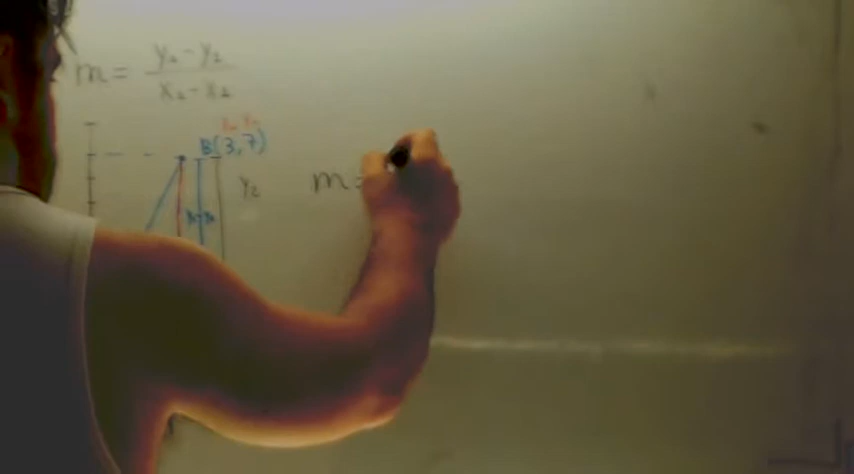 m = y₂ - y₁
x₂ - x₁
B(3,7)
y₂
m =